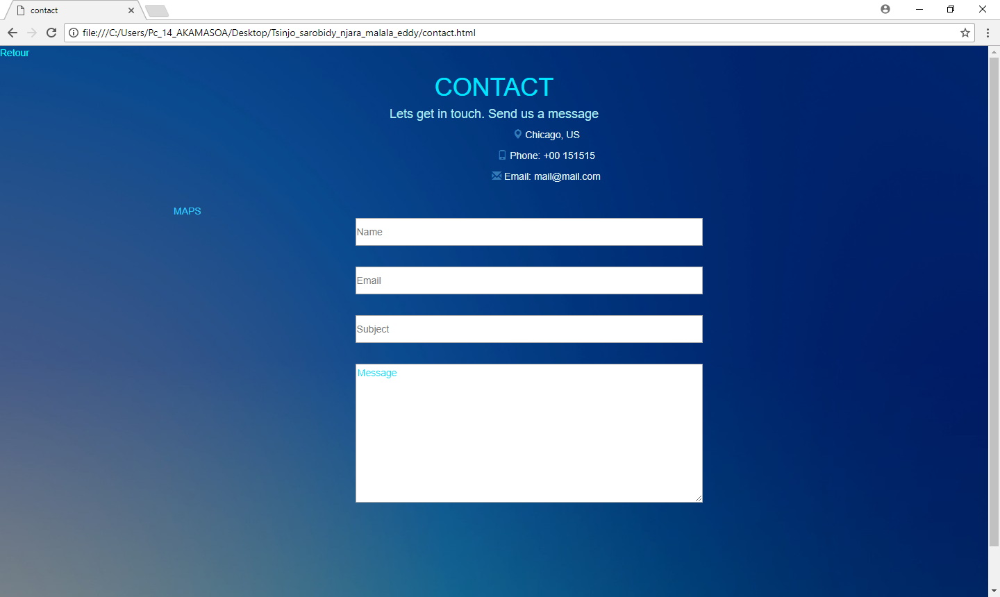 contact
file:///C:/Users/Pc_14_AKAMASOA/Desktop/Tsinjo_sarobidy_njara_malala_eddy/contact.html
Retour
CONTACT
Lets get in touch. Send us a message
Chicago, US
Phone: +00 151515
Email: mail@mail.com
MAPS
Name
Email
Subject
Message